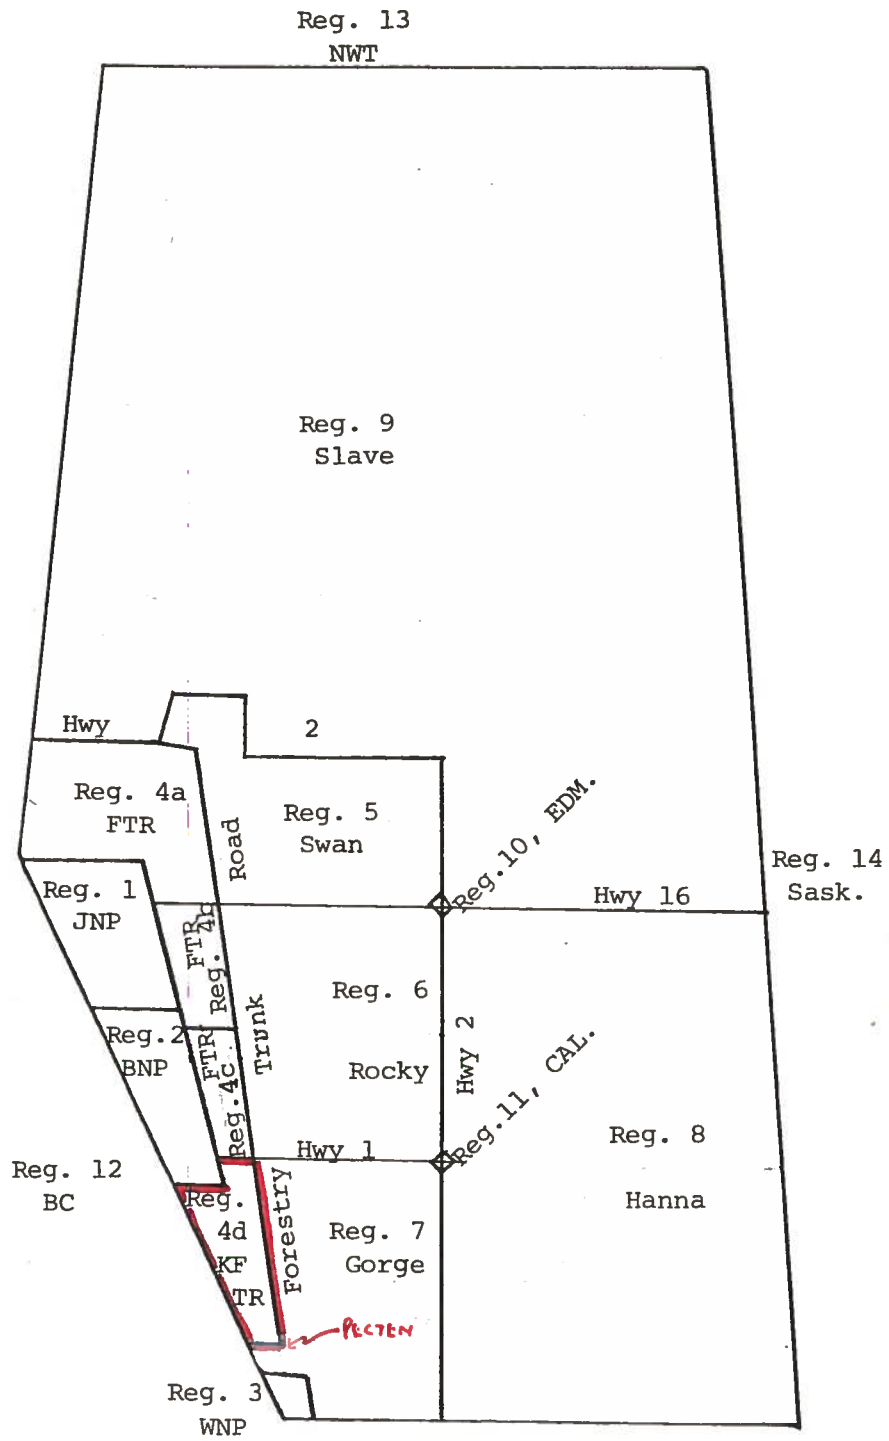 Reg. 13
NWT
Reg. 9
Slave
Hwy 2
Reg. 4a
FTR
Reg. 5
Swan
Road
Reg.10, EDM.
Reg. 14
Sask.
Reg. 1
JNP
Hwy 16
FTR
Reg. 4b
Reg. 6
Rocky
Trunk
Hwy 2
Reg.2
BNP
FTR
Reg.4c
Reg.11, CAL.
Hwy 1
Reg. 8
Hanna
Reg. 12
BC
Reg.
4d
KF
TR
Forestry
Reg. 7
Gorge
PECTEN
Reg. 3
WNP